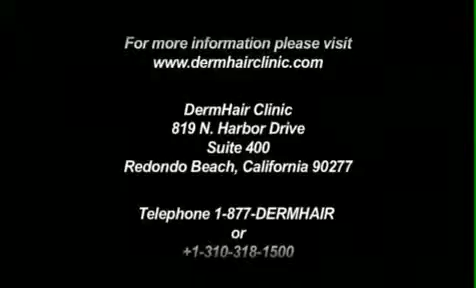 For more information please visit
www.dermhairclinic.com
DermHair Clinic
819 N. Harbor Drive
Suite 400
Redondo Beach, California 90277
Telephone 1-877-DERMHAIR
or
+1-310-318-1500